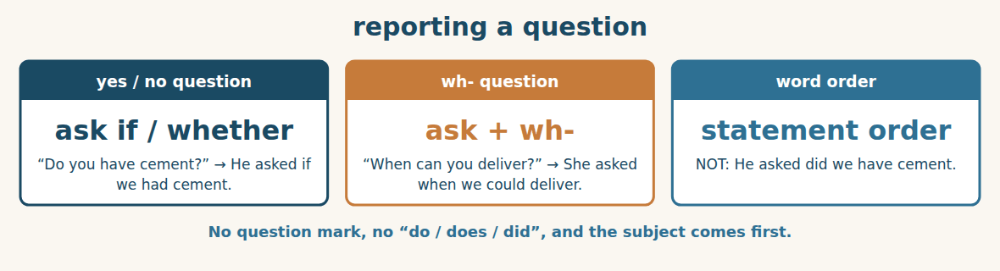 reporting a question
yes / no question
ask if / whether
“Do you have cement?” → He asked if
we had cement.
wh- question
ask + wh-
“When can you deliver?” → She asked
when we could deliver.
word order
statement order
NOT: He asked did we have cement.
No question mark, no “do / does / did”, and the subject comes first.